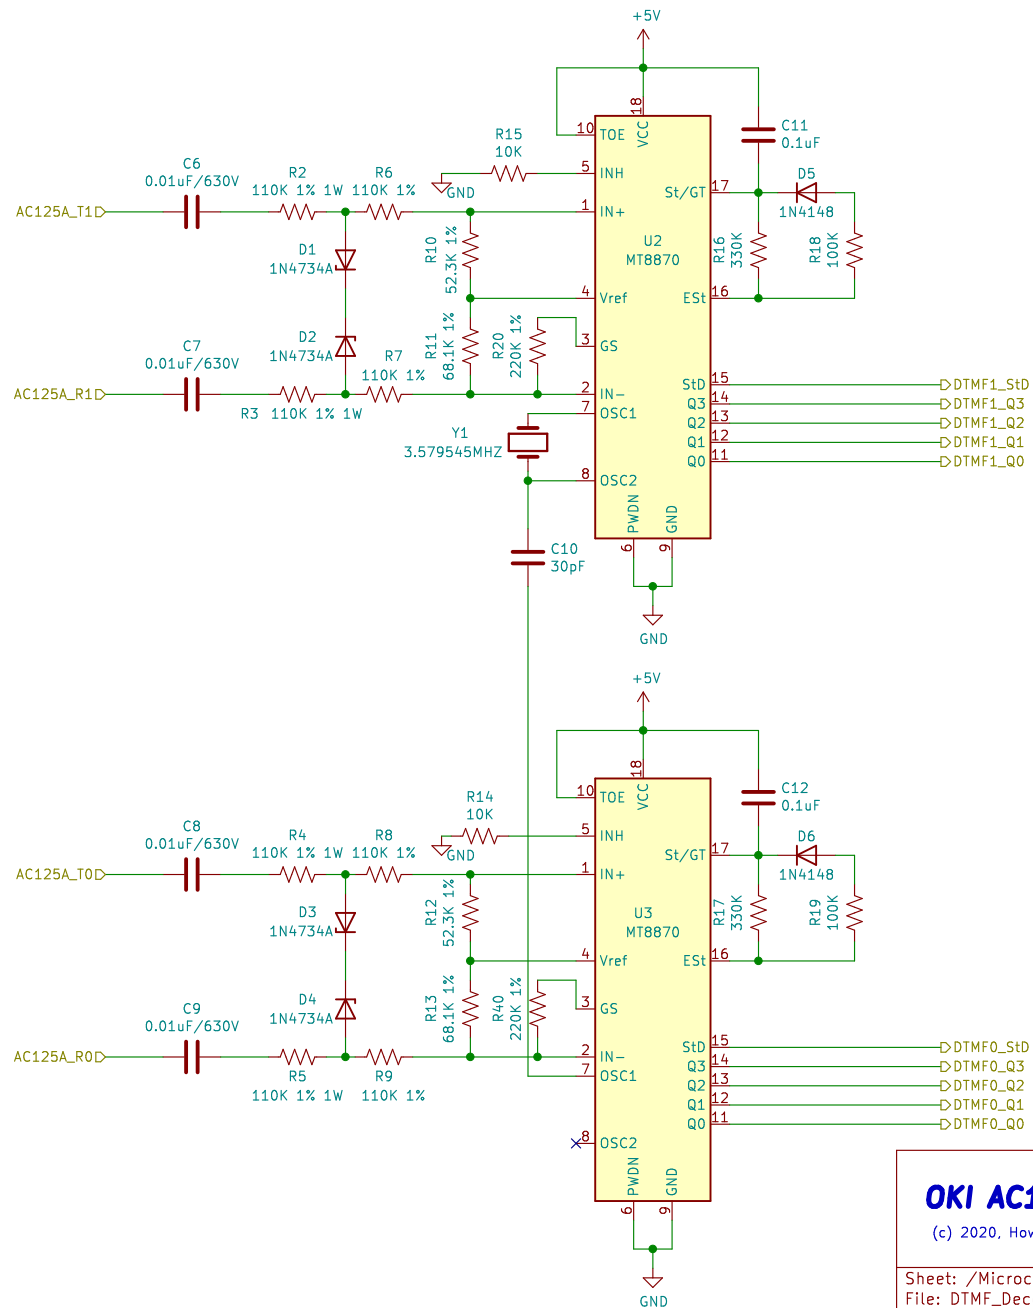 +5V
18
VCC
10 TOE
C11
0.1uF
R15
10K
5 INH
GND
C6
0.01uF/630V
R2
110K 1% 1W
R6
110K 1%
St/GT 17
D5
1N4148
AC125A_T1
1 IN+
R10
52.3K 1%
U2
MT8870
R16
330K
R18
100K
D1
1N4734A
4 Vref
ESt 16
D2
1N4734A
C7
0.01uF/630V
R7
110K 1%
R11
68.1K 1%
R20
220K 1%
3 GS
AC125A_R1
R3 110K 1% 1W
2 IN-
7 OSC1
StD 15 DTMF1_StD
Q3 14 DTMF1_Q3
Q2 13 DTMF1_Q2
Q1 12 DTMF1_Q1
Q0 11 DTMF1_Q0
Y1
3.579545MHZ
8 OSC2
PWDN
GND
6
9
C10
30pF
GND
+5V
18
VCC
10 TOE
C12
0.1uF
R14
10K
5 INH
GND
C8
0.01uF/630V
R4
110K 1% 1W
R8
110K 1%
St/GT 17
D6
1N4148
AC125A_T0
1 IN+
R12
52.3K 1%
U3
MT8870
R17
330K
R19
100K
D3
1N4734A
4 Vref
ESt 16
D4
1N4734A
C9
0.01uF/630V
R13
68.1K 1%
R40
220K 1%
3 GS
AC125A_R0
R5
110K 1% 1W
R9
110K 1%
2 IN-
7 OSC1
StD 15 DTMF0_StD
Q3 14 DTMF0_Q3
Q2 13 DTMF0_Q2
Q1 12 DTMF0_Q1
Q0 11 DTMF0_Q0
8 OSC2
PWDN
GND
6
9
GND
OKI AC1
(c) 2020, How
Sheet: /Microc
File: DTMF_Dec